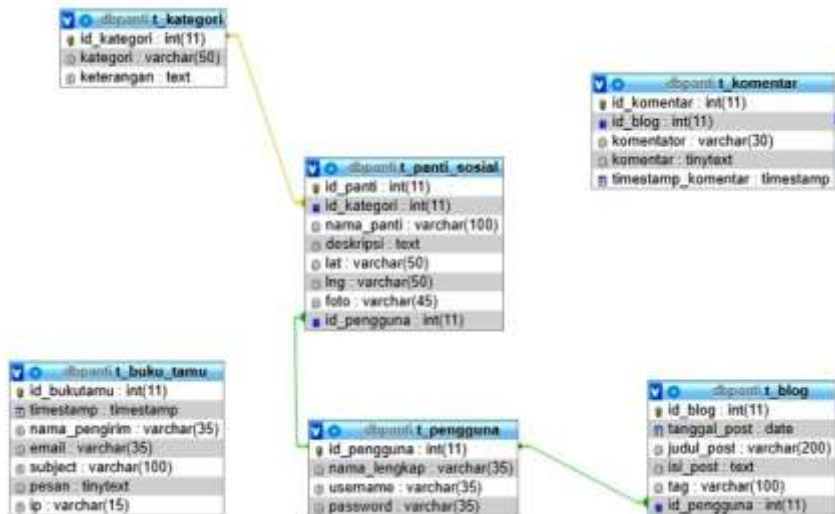 dbpanti t_kategori
id_kategori : int(11)
kategori : varchar(50)
keterangan : text
dbpanti t_komentar
id_komentar : int(11)
id_blog : int(11)
komentator : varchar(30)
komentar : tinytext
timestamp_komentar : timestamp
dbpanti t_panti_sosial
id_panti : int(11)
id_kategori : int(11)
nama_panti : varchar(100)
deskripsi : text
lat : varchar(50)
lng : varchar(50)
foto : varchar(45)
id_pengguna : int(11)
dbpanti t_buku_tamu
id_bukutamu : int(11)
timestamp : timestamp
nama_pengirim : varchar(35)
email : varchar(35)
subject : varchar(100)
pesan : tinytext
ip : varchar(15)
dbpanti t_pengguna
id_pengguna : int(11)
nama_lengkap : varchar(35)
username : varchar(35)
password : varchar(35)
dbpanti t_blog
id_blog : int(11)
tanggal_post : date
judul_post : varchar(200)
isi_post : text
tag : varchar(100)
id_pengguna : int(11)